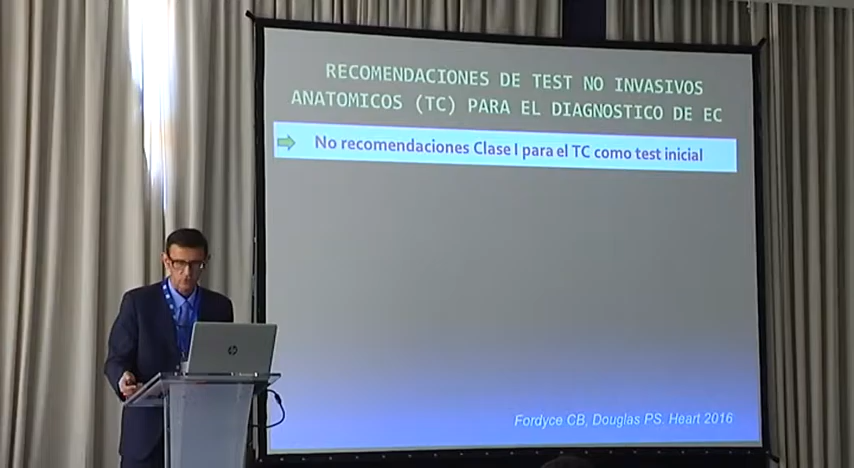 RECOMENDACIONES DE TEST NO INVASIVOS
ANATOMICOS (TC) PARA EL DIAGNOSTICO DE EC
No recomendaciones Clase I para el TC como test inicial
Fordyce CB, Douglas PS. Heart 2016
hp